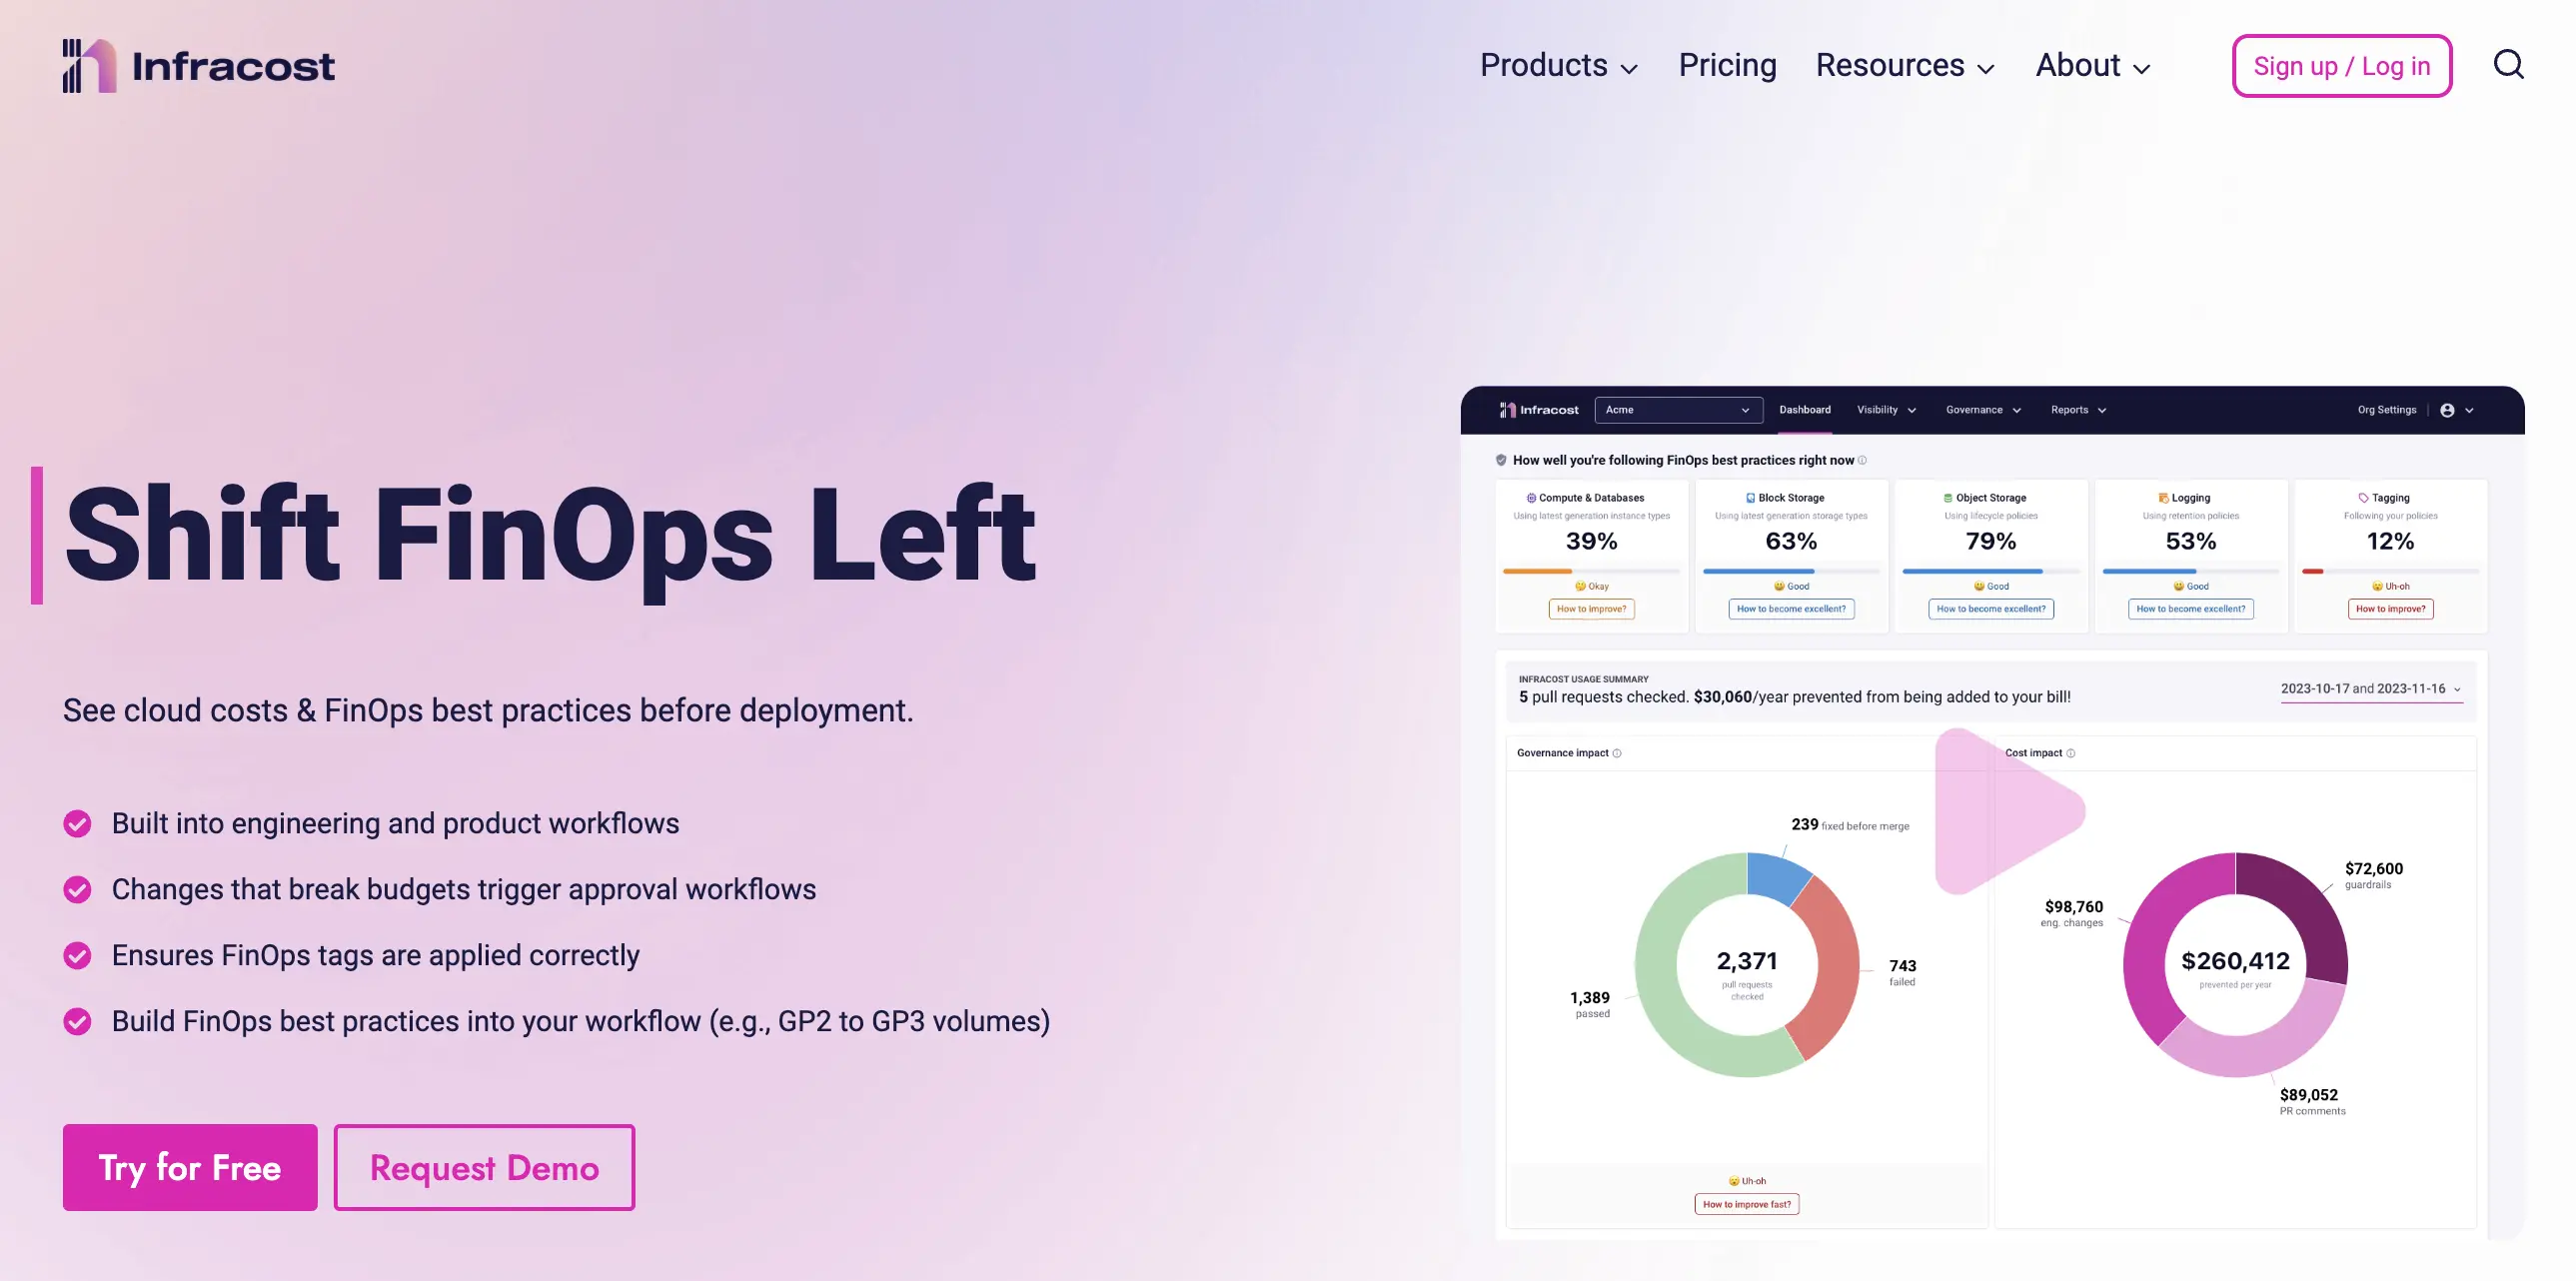 Infracost
Products
Pricing
Resources
About
Sign up / Log in
Shift FinOps Left
See cloud costs & FinOps best practices before deployment.
Built into engineering and product workflows
Changes that break budgets trigger approval workflows
Ensures FinOps tags are applied correctly
Build FinOps best practices into your workflow (e.g., GP2 to GP3 volumes)
Try for Free
Request Demo
Infracost
Acme
Dashboard
Visibility
Governance
Reports
Org Settings
How well you're following FinOps best practices right now
Compute & Databases
Using latest generation instance types
39%
Okay
How to improve?
Block Storage
Using latest generation storage types
63%
Good
How to become excellent?
Object Storage
Using lifecycle policies
79%
Good
How to become excellent?
Logging
Using retention policies
53%
Good
How to become excellent?
Tagging
Following your policies
12%
Uh-oh
How to improve?
INFRACOST USAGE SUMMARY
5 pull requests checked. $30,060/year prevented from being added to your bill!
2023-10-17 and 2023-11-16
Governance impact
239 fixed before merge
2,371
pull requests
checked
743
failed
1,389
passed
Uh-oh
How to improve fast?
Cost impact
$72,600
guardrails
$98,760
eng. changes
$260,412
prevented per year
$89,052
PR comments